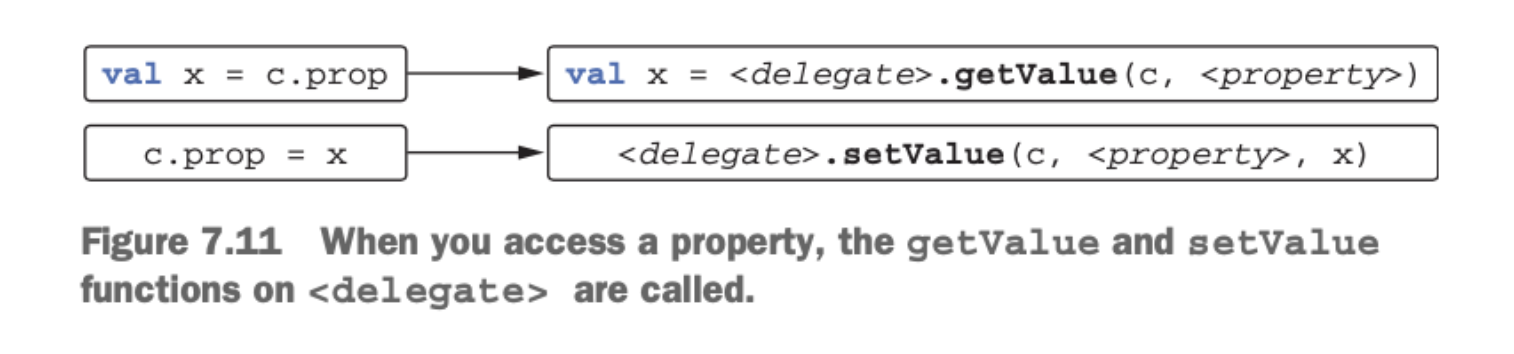 val x = c.prop
val x = <delegate>.getValue(c, <property>)
c.prop = x
<delegate>.setValue(c, <property>, x)
Figure 7.11 When you access a property, the getValue and setValue
functions on <delegate> are called.